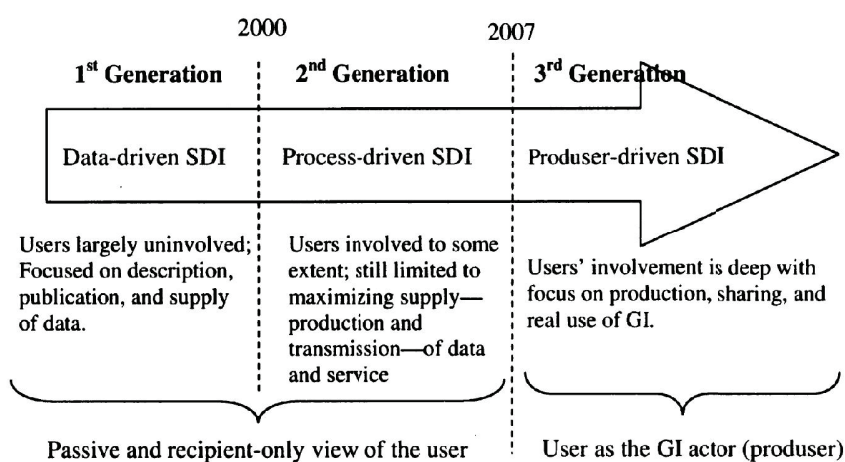 2000
2007
1st Generation
2nd Generation
3rd Generation
Data-driven SDI
Process-driven SDI
Produser-driven SDI
Users largely uninvolved;
Focused on description,
publication, and supply
of data.
Users involved to some
extent; still limited to
maximizing supply—
production and
transmission—of data
and service
Users' involvement is deep with
focus on production, sharing, and
real use of GI.
Passive and recipient-only view of the user
User as the GI actor (produser)